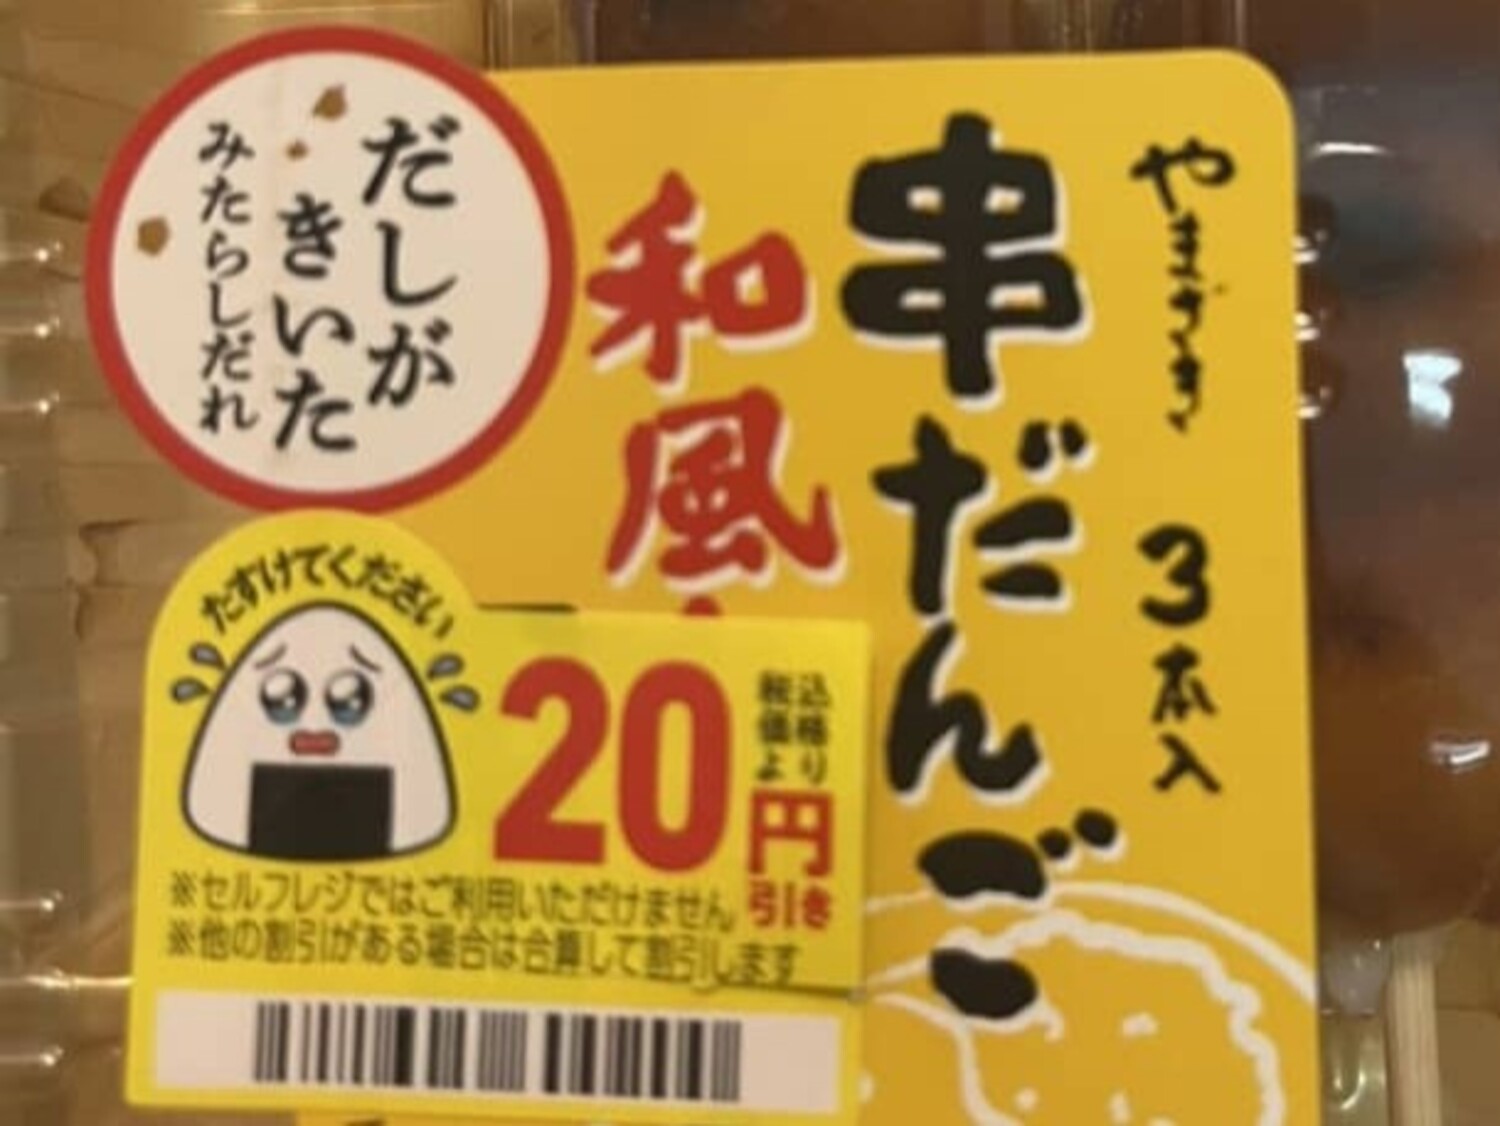 やまざき 3本入
串だんご
和風
だしが
きいた
みたらしだれ
たすけてください
20円引き
税込価格より
※セルフレジではご利用いただけません
※他の割引がある場合は合算して割引します